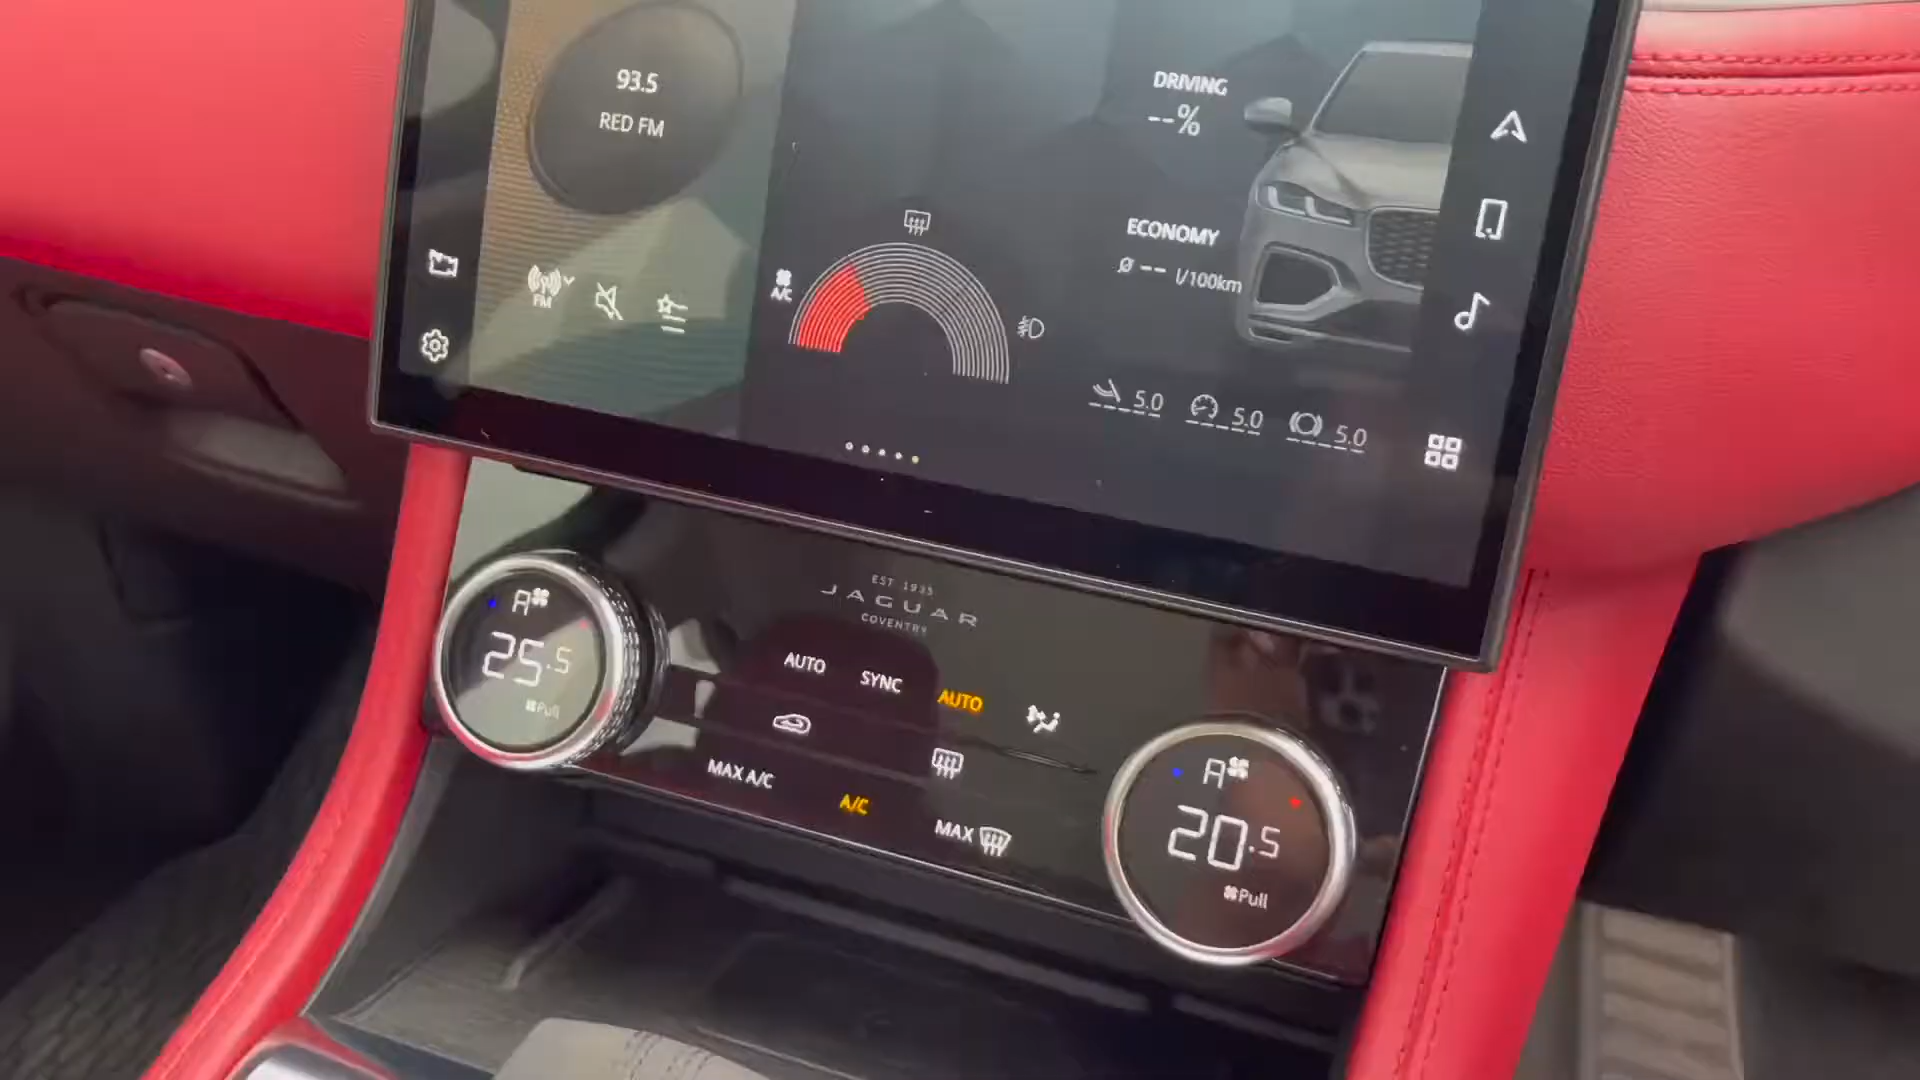 93.5
RED FM
FM
A/C
DRIVING
--%
ECONOMY
Ø -- l/100km
5.0
5.0
5.0
EST 1935
JAGUAR
COVENTRY
A
25.5
Pull
AUTO
SYNC
AUTO
MAX A/C
A/C
MAX
A
20.5
Pull